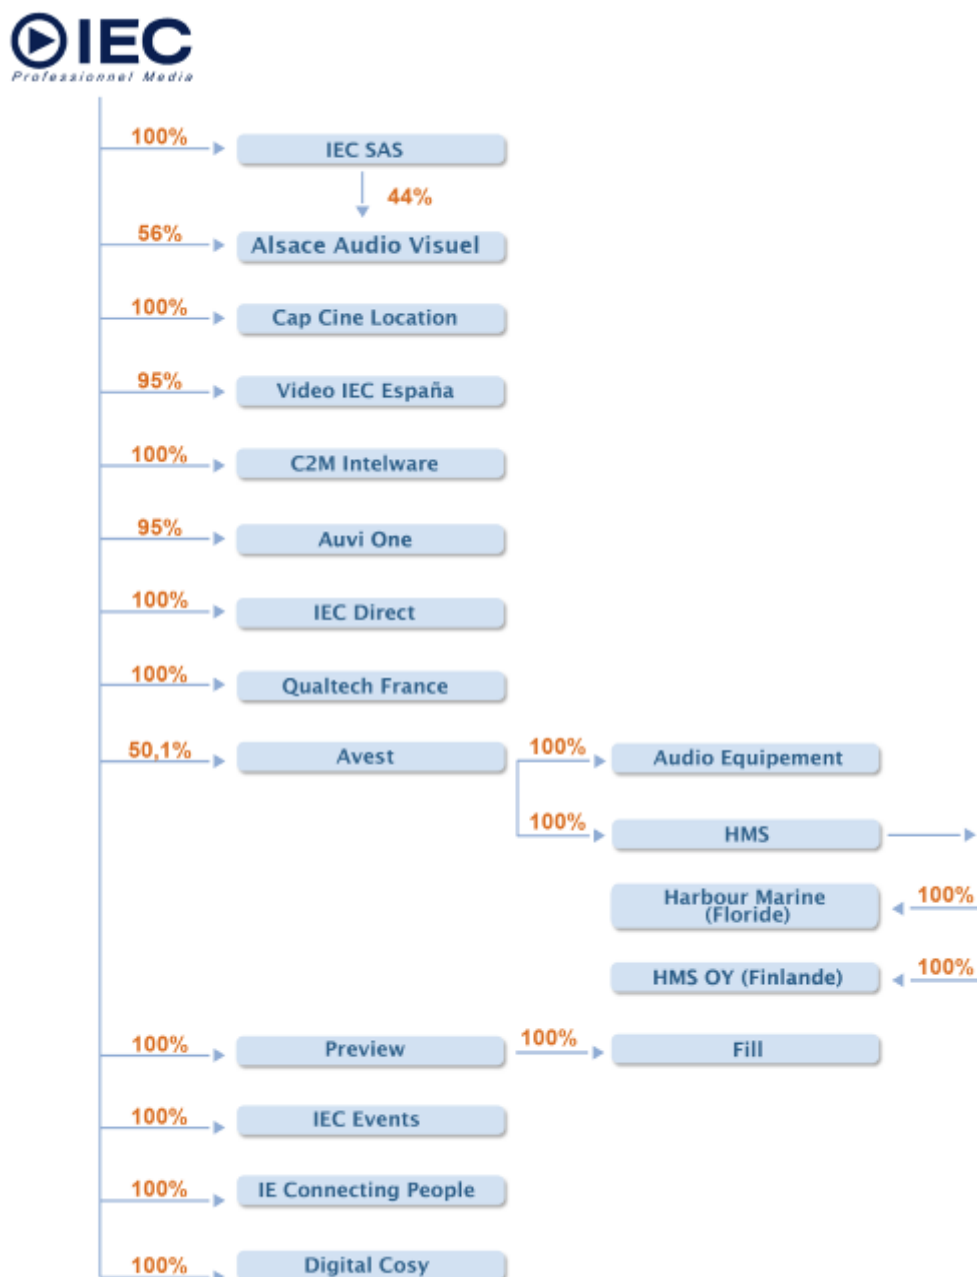 IEC
Professionnel Media
100%
IEC SAS
44%
56%
Alsace Audio Visuel
100%
Cap Cine Location
95%
Video IEC España
100%
C2M Intelware
95%
Auvi One
100%
IEC Direct
100%
Qualtech France
50,1%
Avest
100%
Audio Equipement
100%
HMS
Harbour Marine
(Floride)
100%
HMS OY (Finlande)
100%
100%
Preview
100%
Fill
100%
IEC Events
100%
IE Connecting People
100%
Digital Cosy